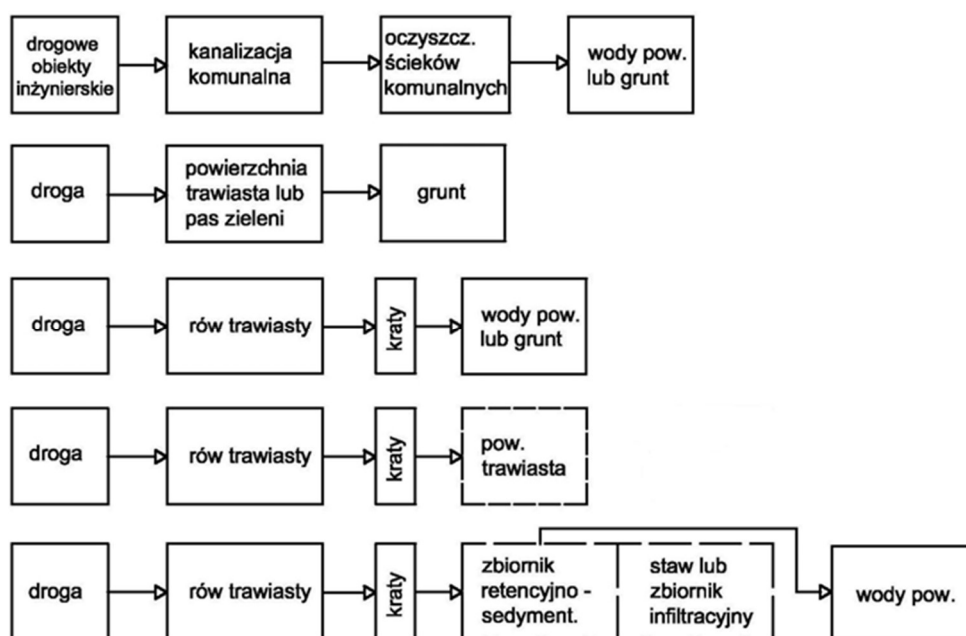 drogowe
obiekty
inżynierskie
kanalizacja
komunalna
oczyszcz.
ścieków
komunalnych
wody pow.
lub grunt
droga
powierzchnia
trawiasta lub
pas zieleni
grunt
droga
rów trawiasty
kraty
wody pow.
lub grunt
droga
rów trawiasty
kraty
pow.
trawiasta
droga
rów trawiasty
kraty
zbiornik
retencyjno -
sedyment.
staw lub
zbiornik
infiltracyjny
wody pow.